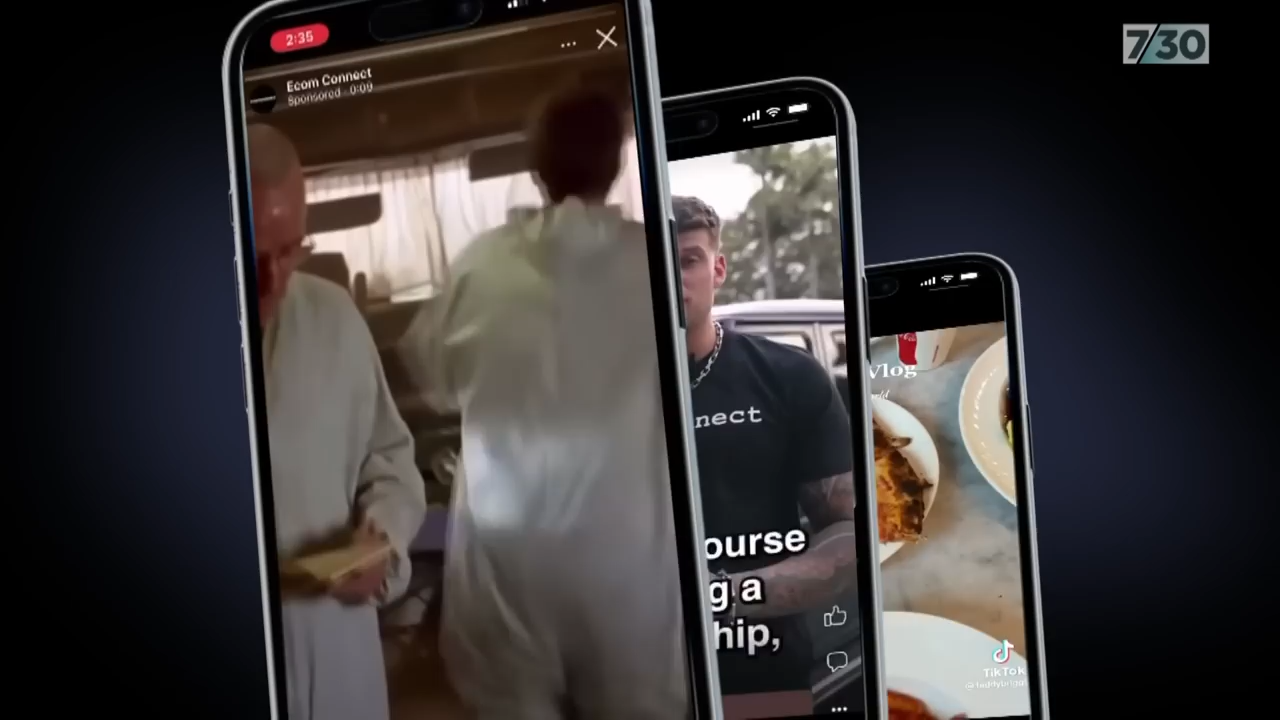 7/30
2:35
Ecom Connect
Sponsored · 0:09
nect
ourse
g a
hip,
Vlog
TikTok